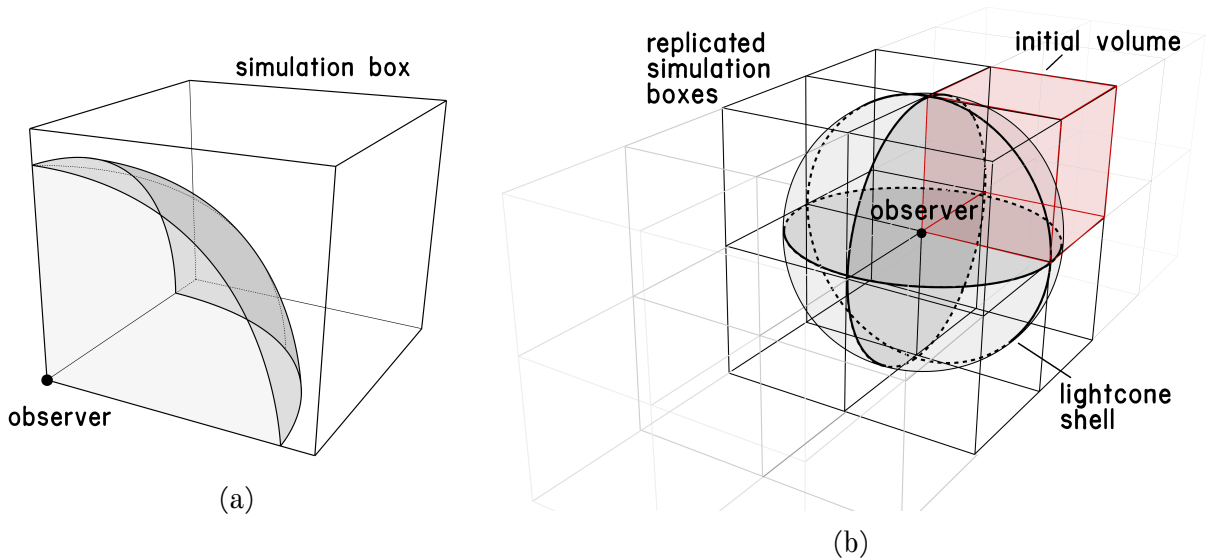 simulation box
observer
(a)
replicated
simulation
boxes
initial volume
observer
lightcone
shell
(b)